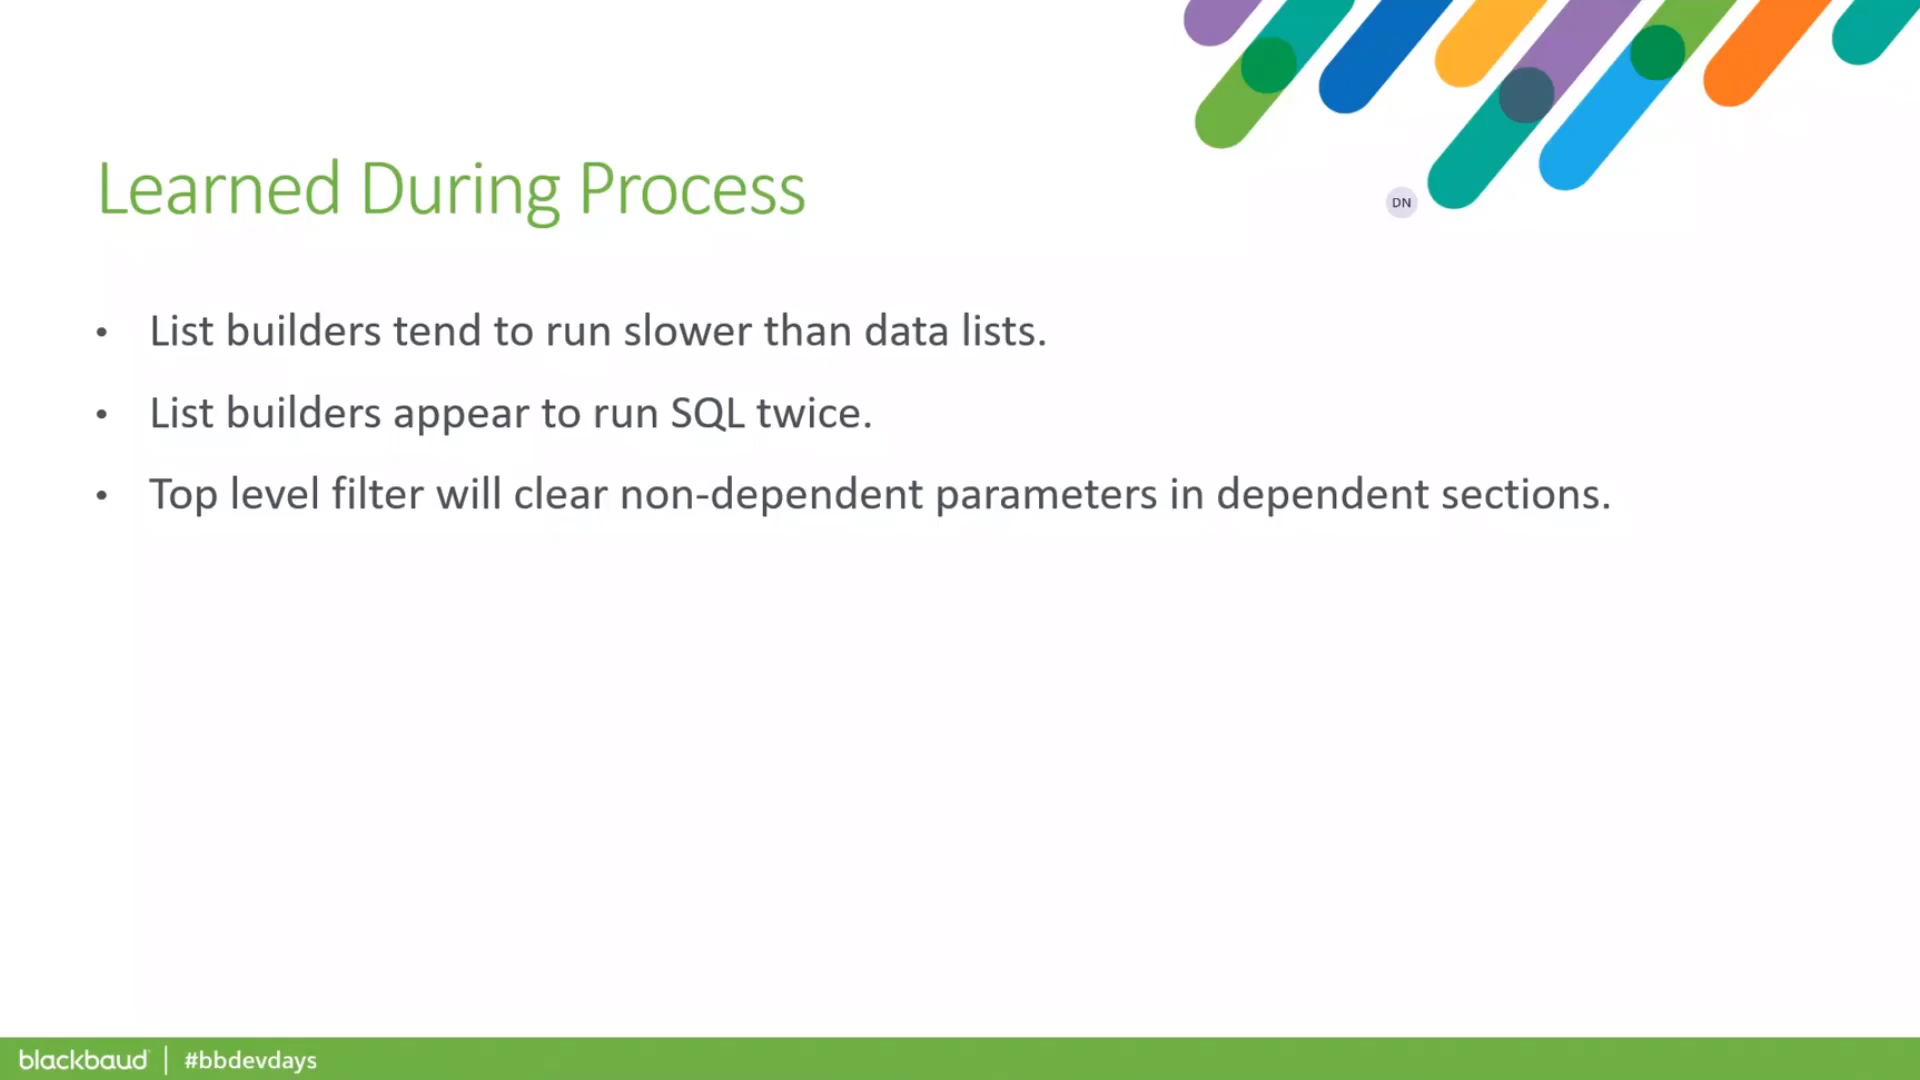 DN
Learned During Process
• List builders tend to run slower than data lists.
• List builders appear to run SQL twice.
• Top level filter will clear non-dependent parameters in dependent sections.
blackbaud | #bbdevdays